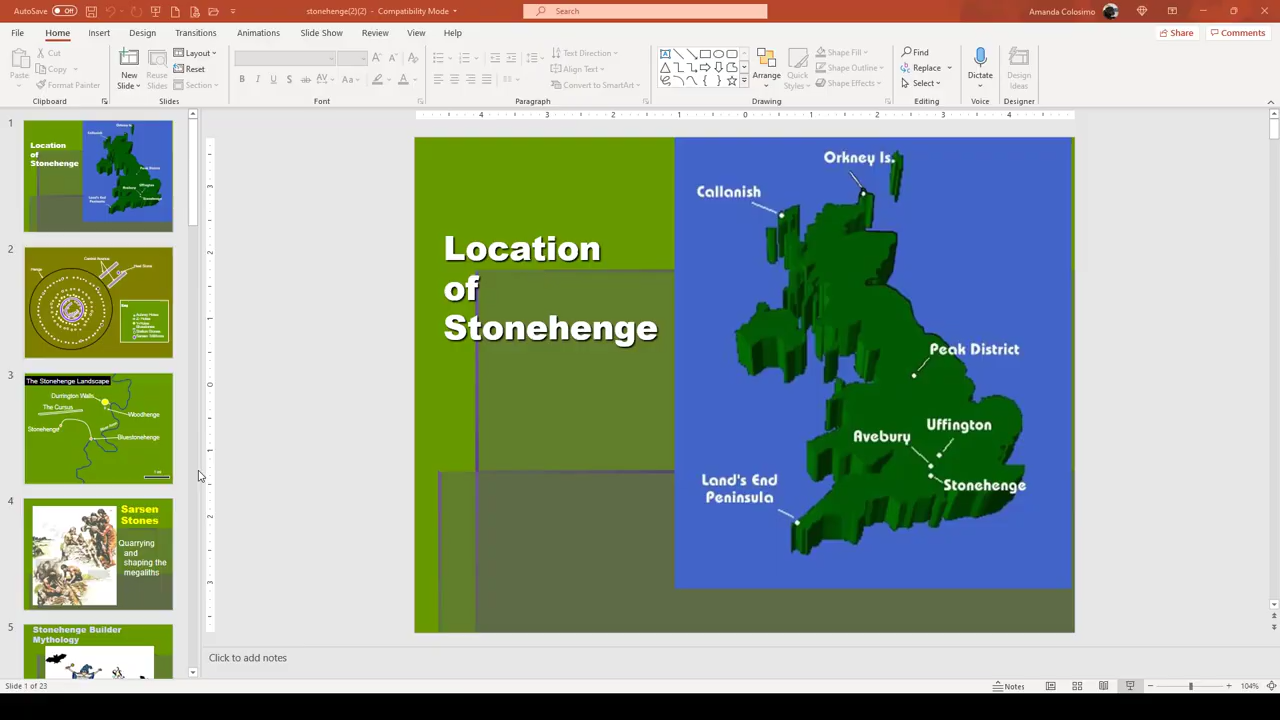 AutoSave Off
stonehenge(2)(2) - Compatibility Mode
Search
Amanda Colosimo
File Home Insert Design Transitions Animations Slide Show Review View Help
Share Comments
Paste
Cut
Copy
Format Painter
Clipboard
New Slide
Reuse Slides
Layout
Reset
Section
Slides
Font
Text Direction
Align Text
Convert to SmartArt
Paragraph
Arrange
Quick Styles
Shape Fill
Shape Outline
Shape Effects
Drawing
Find
Replace
Select
Editing
Dictate
Voice
Design Ideas
Designer
1
Location
of
Stonehenge
2
3
The Stonehenge Landscape
Durrington Walls
The Cursus
Woodhenge
Stonehenge
Bluestonehenge
4
Sarsen
Stones
Quarrying
and
shaping the
megaliths
5
Stonehenge Builder
Mythology
Location
of
Stonehenge
Orkney Is.
Callanish
Peak District
Uffington
Avebury
Land's End
Peninsula
Stonehenge
Click to add notes
Slide 1 of 23
Notes
104%